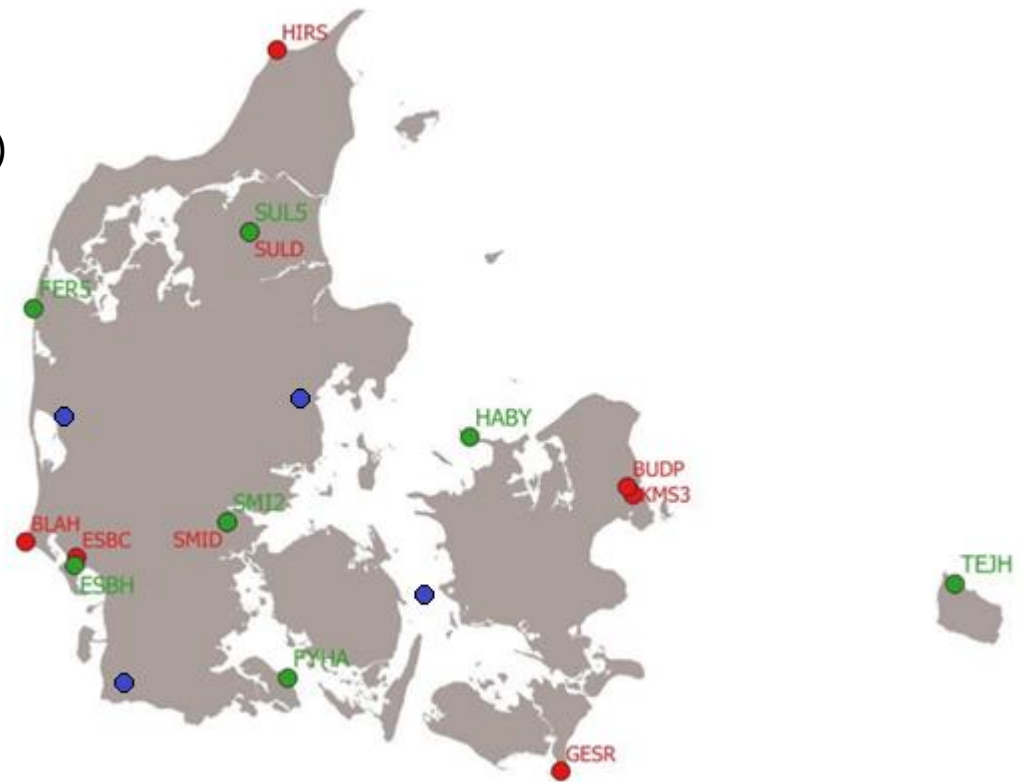 HIRS
)
SUL5
SULD
FER5
HABY
BUDP
KMS3
SMI2
SMID
BLAH
ESBC
ESBH
TEJH
FYHA
GESR